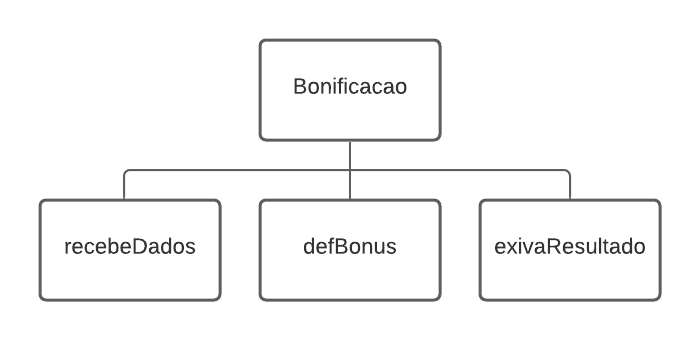 Bonificacao
recebeDados
defBonus
exivaResultado